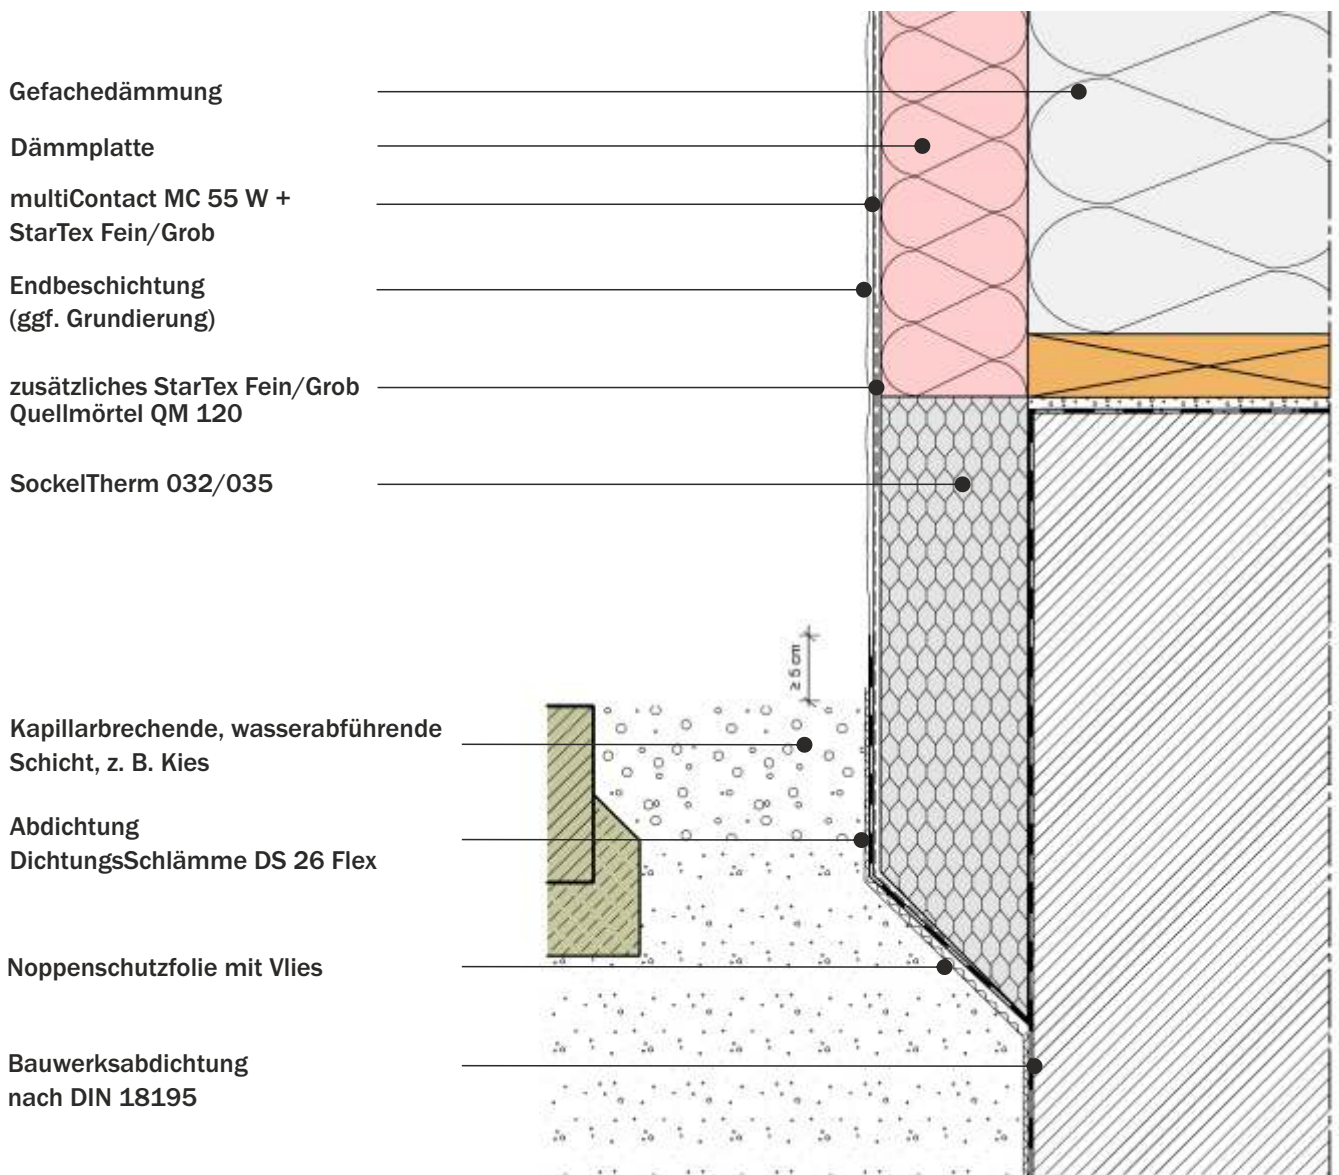 Gefachedämmung
Dämmplatte
multiContact MC 55 W +
StarTex Fein/Grob
Endbeschichtung
(ggf. Grundierung)
zusätzliches StarTex Fein/Grob
Quellmörtel QM 120
SockelTherm 032/035
≥ 5 cm
Kapillarbrechende, wasserabführende
Schicht, z. B. Kies
Abdichtung
DichtungsSchlämme DS 26 Flex
Noppenschutzfolie mit Vlies
Bauwerksabdichtung
nach DIN 18195